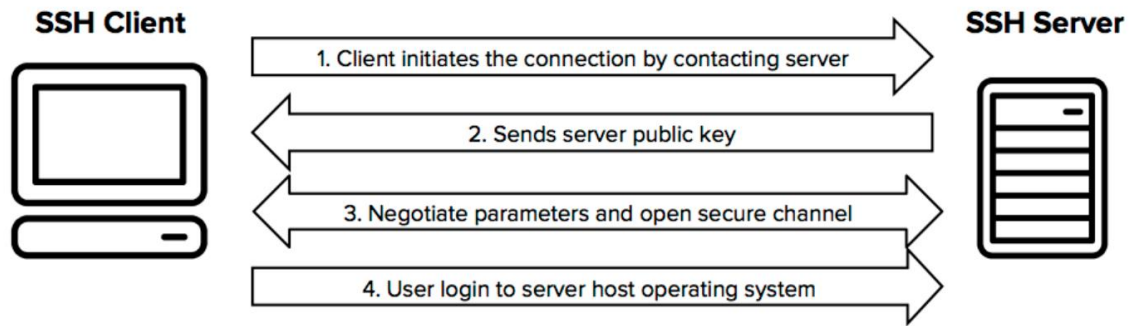 SSH Client
SSH Server
1. Client initiates the connection by contacting server
2. Sends server public key
3. Negotiate parameters and open secure channel
4. User login to server host operating system